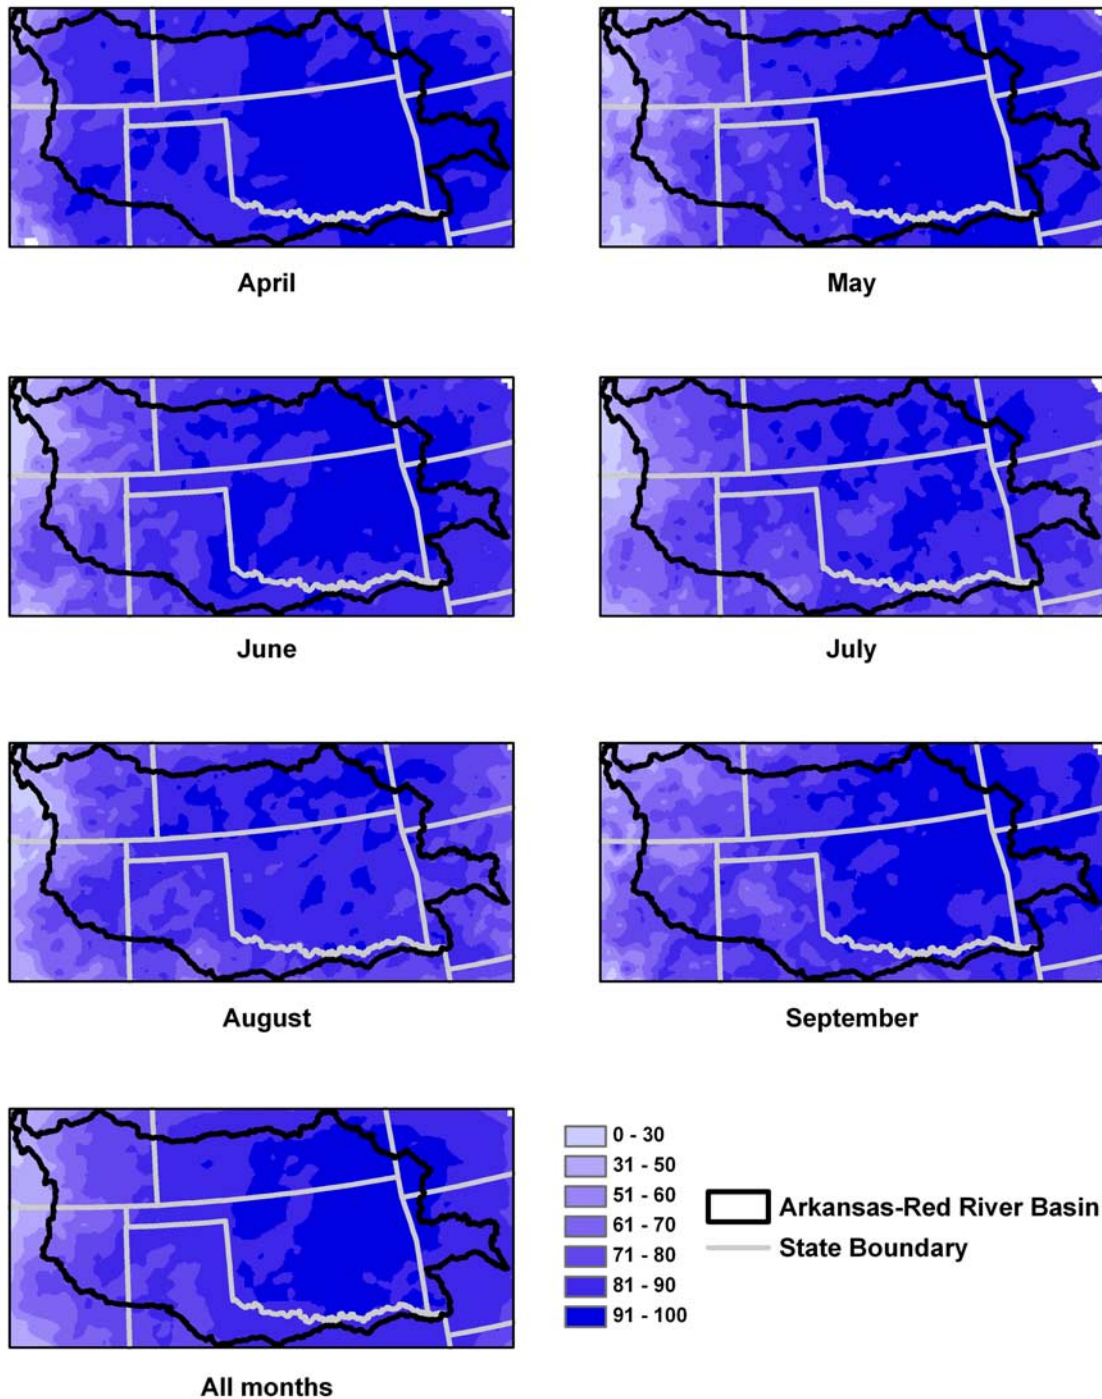 April
May
June
July
August
September
All months
0 - 30
31 - 50
51 - 60
61 - 70
71 - 80
81 - 90
91 - 100
Arkansas-Red River Basin
State Boundary